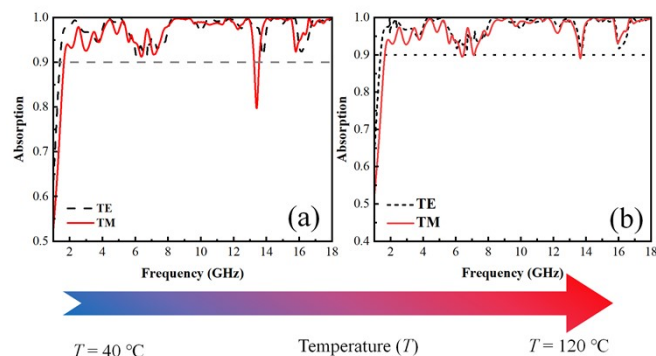 1.0
0.9
0.8
0.7
0.6
0.5
Absorption
TE
TM
(a)
2 4 6 8 10 12 14 16 18
Frequency (GHz)
1.0
0.9
0.8
0.7
0.6
0.5
Absorption
TE
TM
(b)
2 4 6 8 10 12 14 16 18
Frequency (GHz)
T = 40 °C
Temperature (T)
T = 120 °C